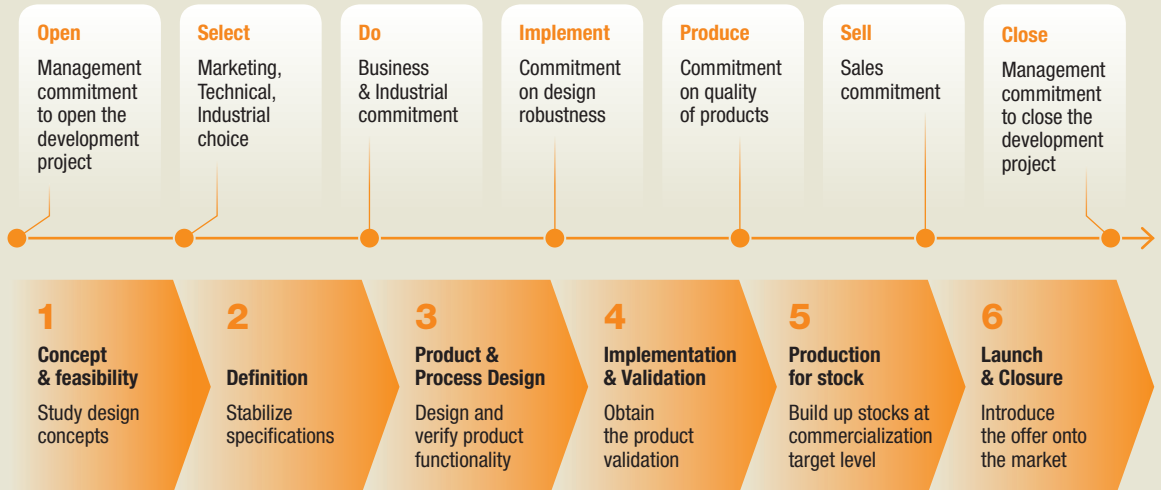 Open
Management
commitment
to open the
development
project
Select
Marketing,
Technical,
Industrial
choice
Do
Business
& Industrial
commitment
Implement
Commitment
on design
robustness
Produce
Commitment
on quality
of products
Sell
Sales
commitment
Close
Management
commitment
to close the
development
project
1
Concept
& feasibility
Study design
concepts
2
Definition
Stabilize
specifications
3
Product &
Process Design
Design and
verify product
functionality
4
Implementation
& Validation
Obtain
the product
validation
5
Production
for stock
Build up stocks at
commercialization
target level
6
Launch
& Closure
Introduce
the offer onto
the market